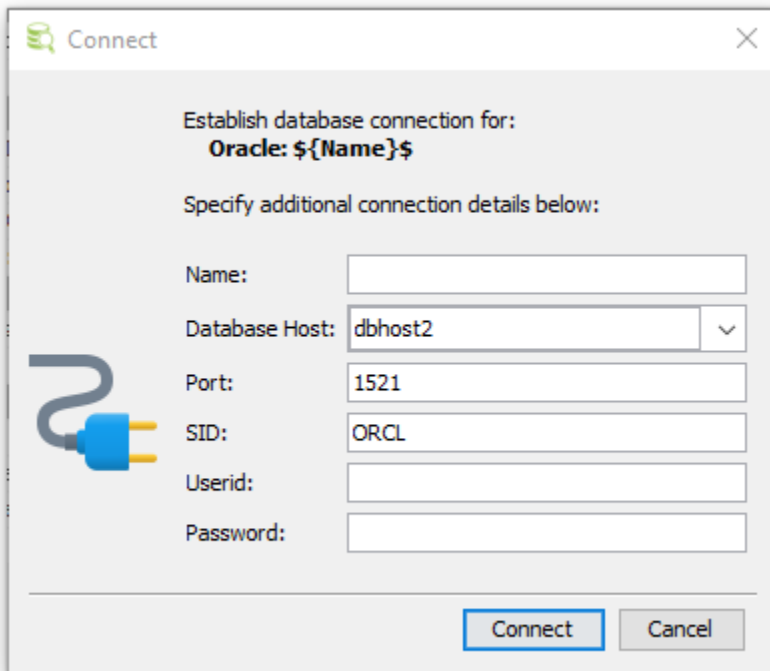 Connect
Establish database connection for:
Oracle: ${Name}$
Specify additional connection details below:
Name:
Database Host: dbhost2
Port: 1521
SID: ORCL
Userid:
Password:
Connect Cancel